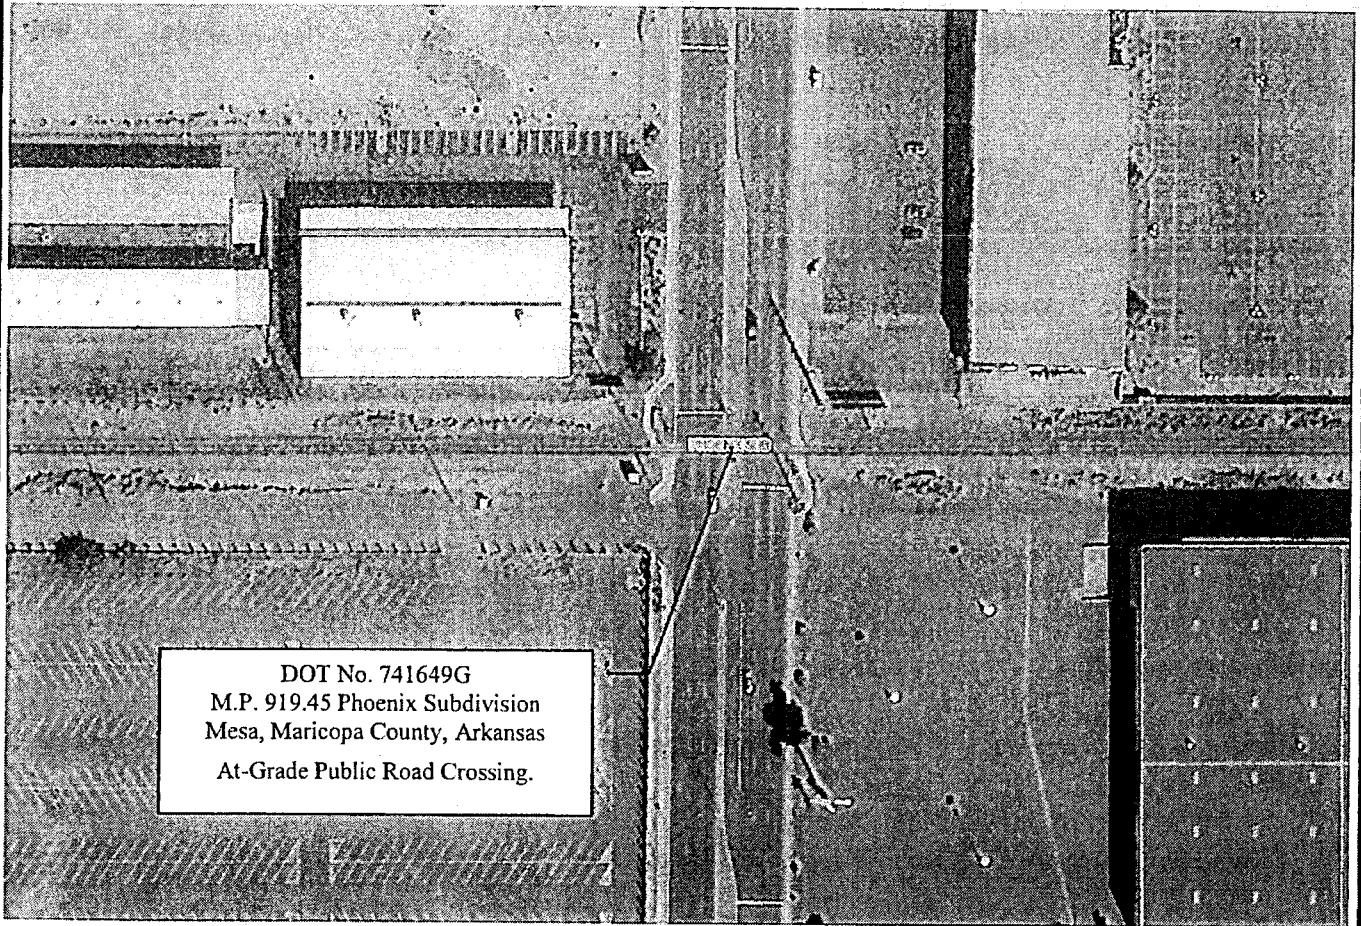 DOT No. 741649G
M.P. 919.45 Phoenix Subdivision
Mesa, Maricopa County, Arkansas
At-Grade Public Road Crossing.